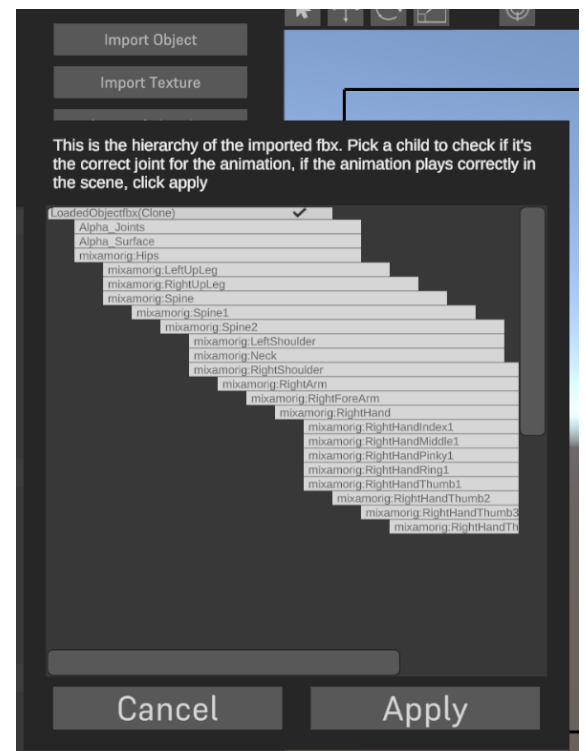 Import Object
Import Texture
This is the hierarchy of the imported fbx. Pick a child to check if it's
the correct joint for the animation, if the animation plays correctly in
the scene, click apply
LoadedObjectfbx(Clone)
Alpha_Joints
Alpha_Surface
mixamorig:Hips
mixamorig:LeftUpLeg
mixamorig:RightUpLeg
mixamorig:Spine
mixamorig:Spine1
mixamorig:Spine2
mixamorig:LeftShoulder
mixamorig:Neck
mixamorig:RightShoulder
mixamorig:RightArm
mixamorig:RightForeArm
mixamorig:RightHand
mixamorig:RightHandIndex1
mixamorig:RightHandMiddle1
mixamorig:RightHandPinky1
mixamorig:RightHandRing1
mixamorig:RightHandThumb1
mixamorig:RightHandThumb2
mixamorig:RightHandThumb3
mixamorig:RightHandTh
Cancel Apply